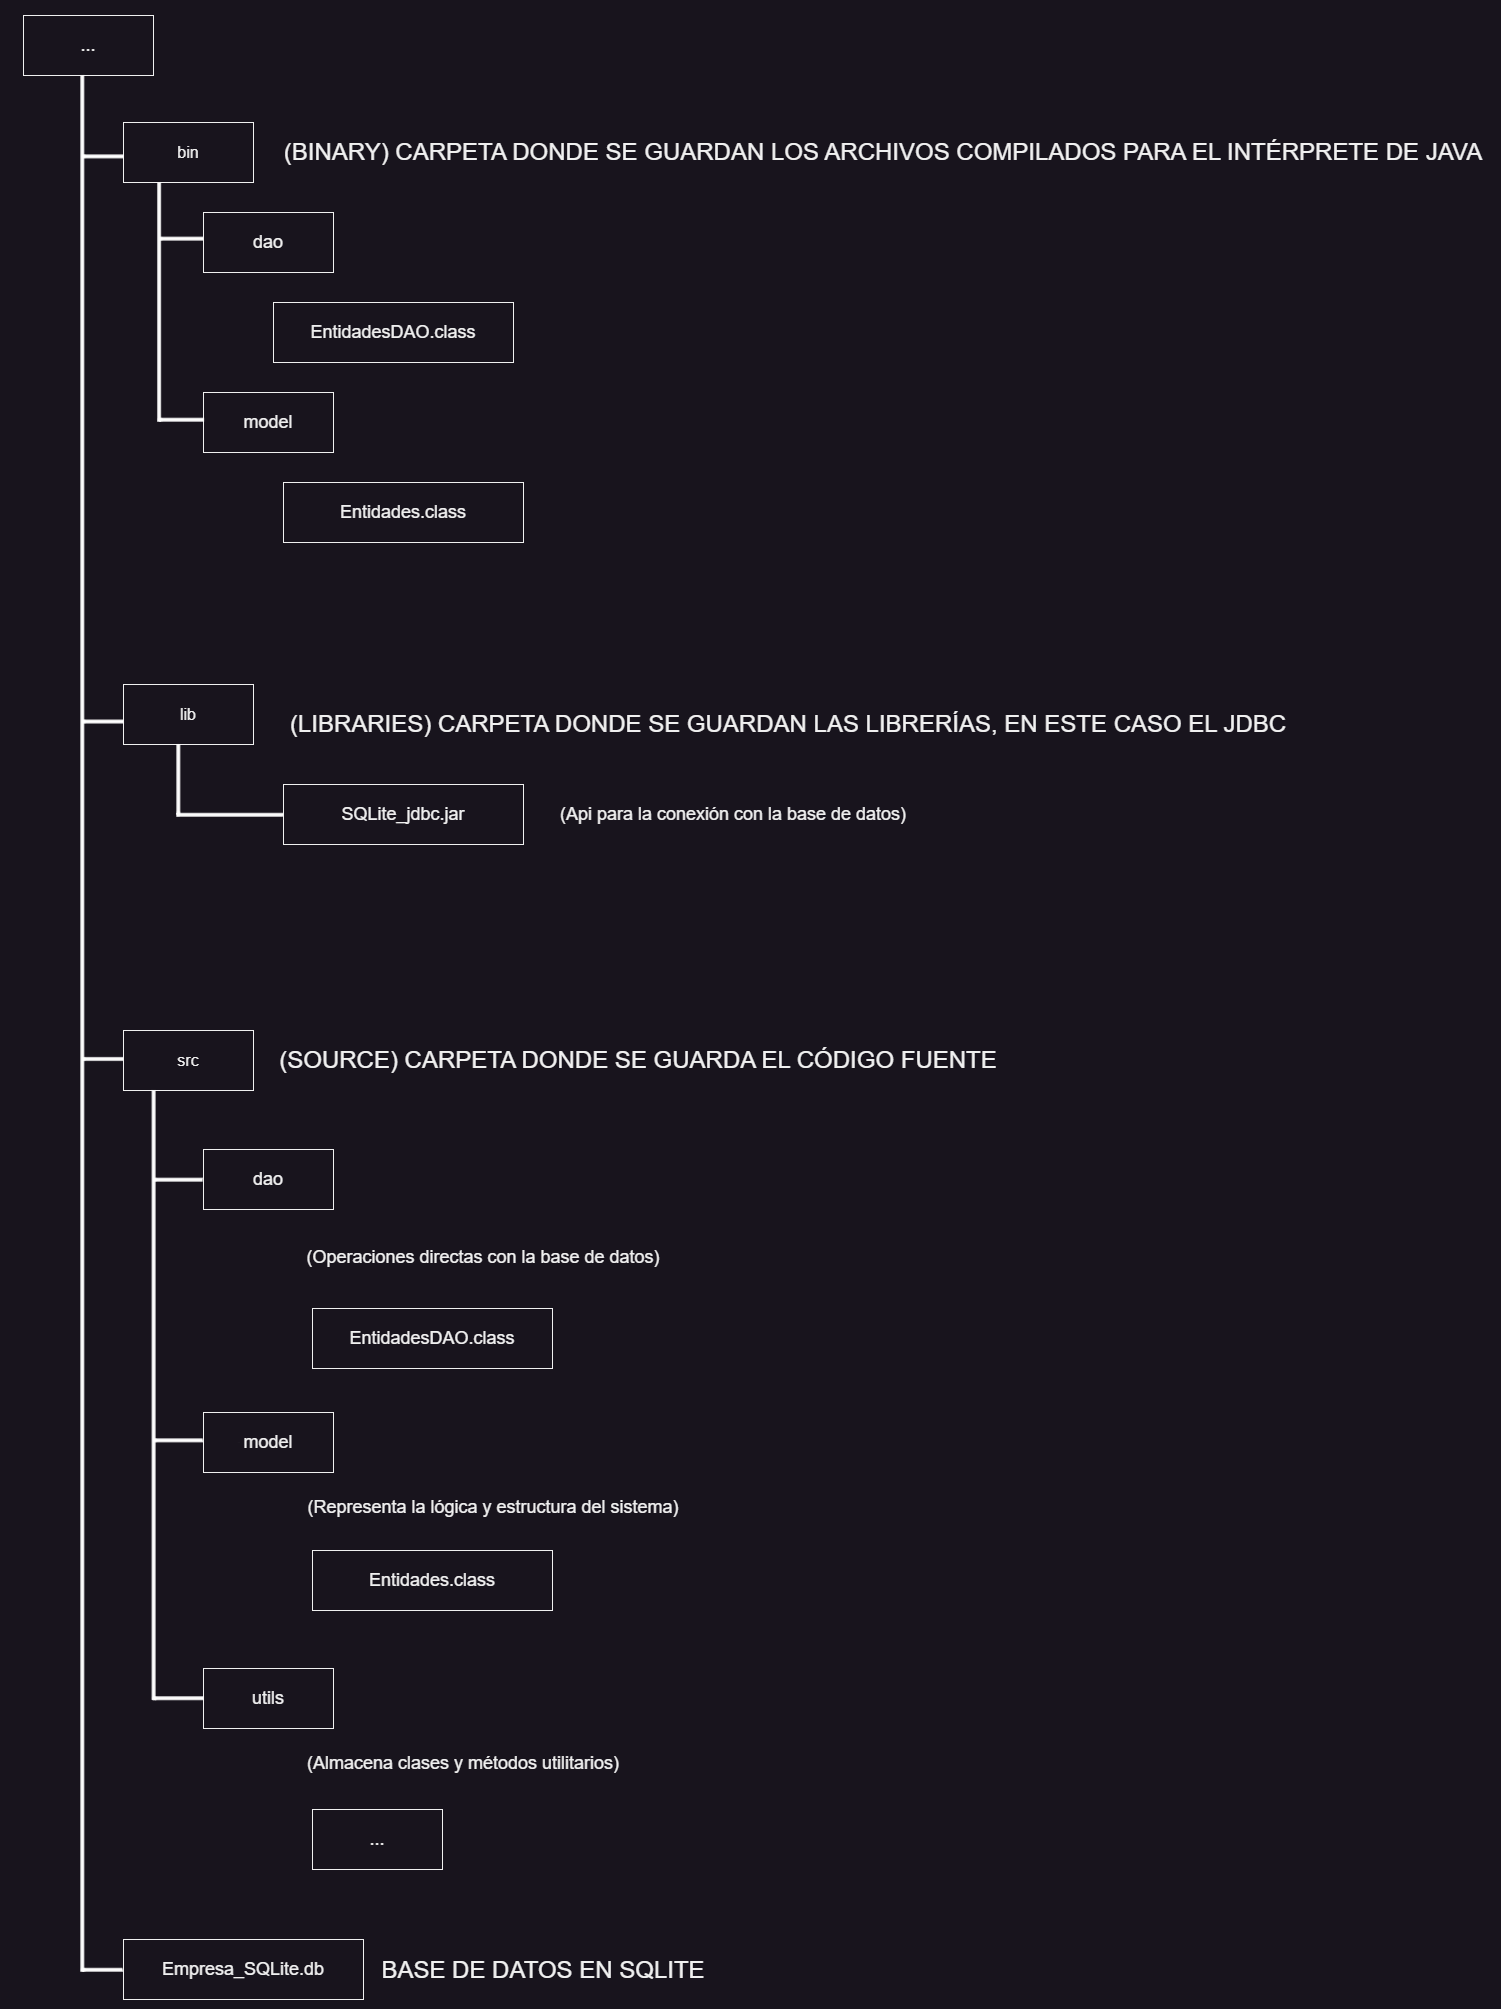 ...
bin
(BINARY) CARPETA DONDE SE GUARDAN LOS ARCHIVOS COMPILADOS PARA EL INTÉRPRETE DE JAVA
dao
EntidadesDAO.class
model
Entidades.class
lib
(LIBRARIES) CARPETA DONDE SE GUARDAN LAS LIBRERÍAS, EN ESTE CASO EL JDBC
SQLite_jdbc.jar
(Api para la conexión con la base de datos)
src
(SOURCE) CARPETA DONDE SE GUARDA EL CÓDIGO FUENTE
dao
(Operaciones directas con la base de datos)
EntidadesDAO.class
model
(Representa la lógica y estructura del sistema)
Entidades.class
utils
(Almacena clases y métodos utilitarios)
...
Empresa_SQLite.db
BASE DE DATOS EN SQLITE